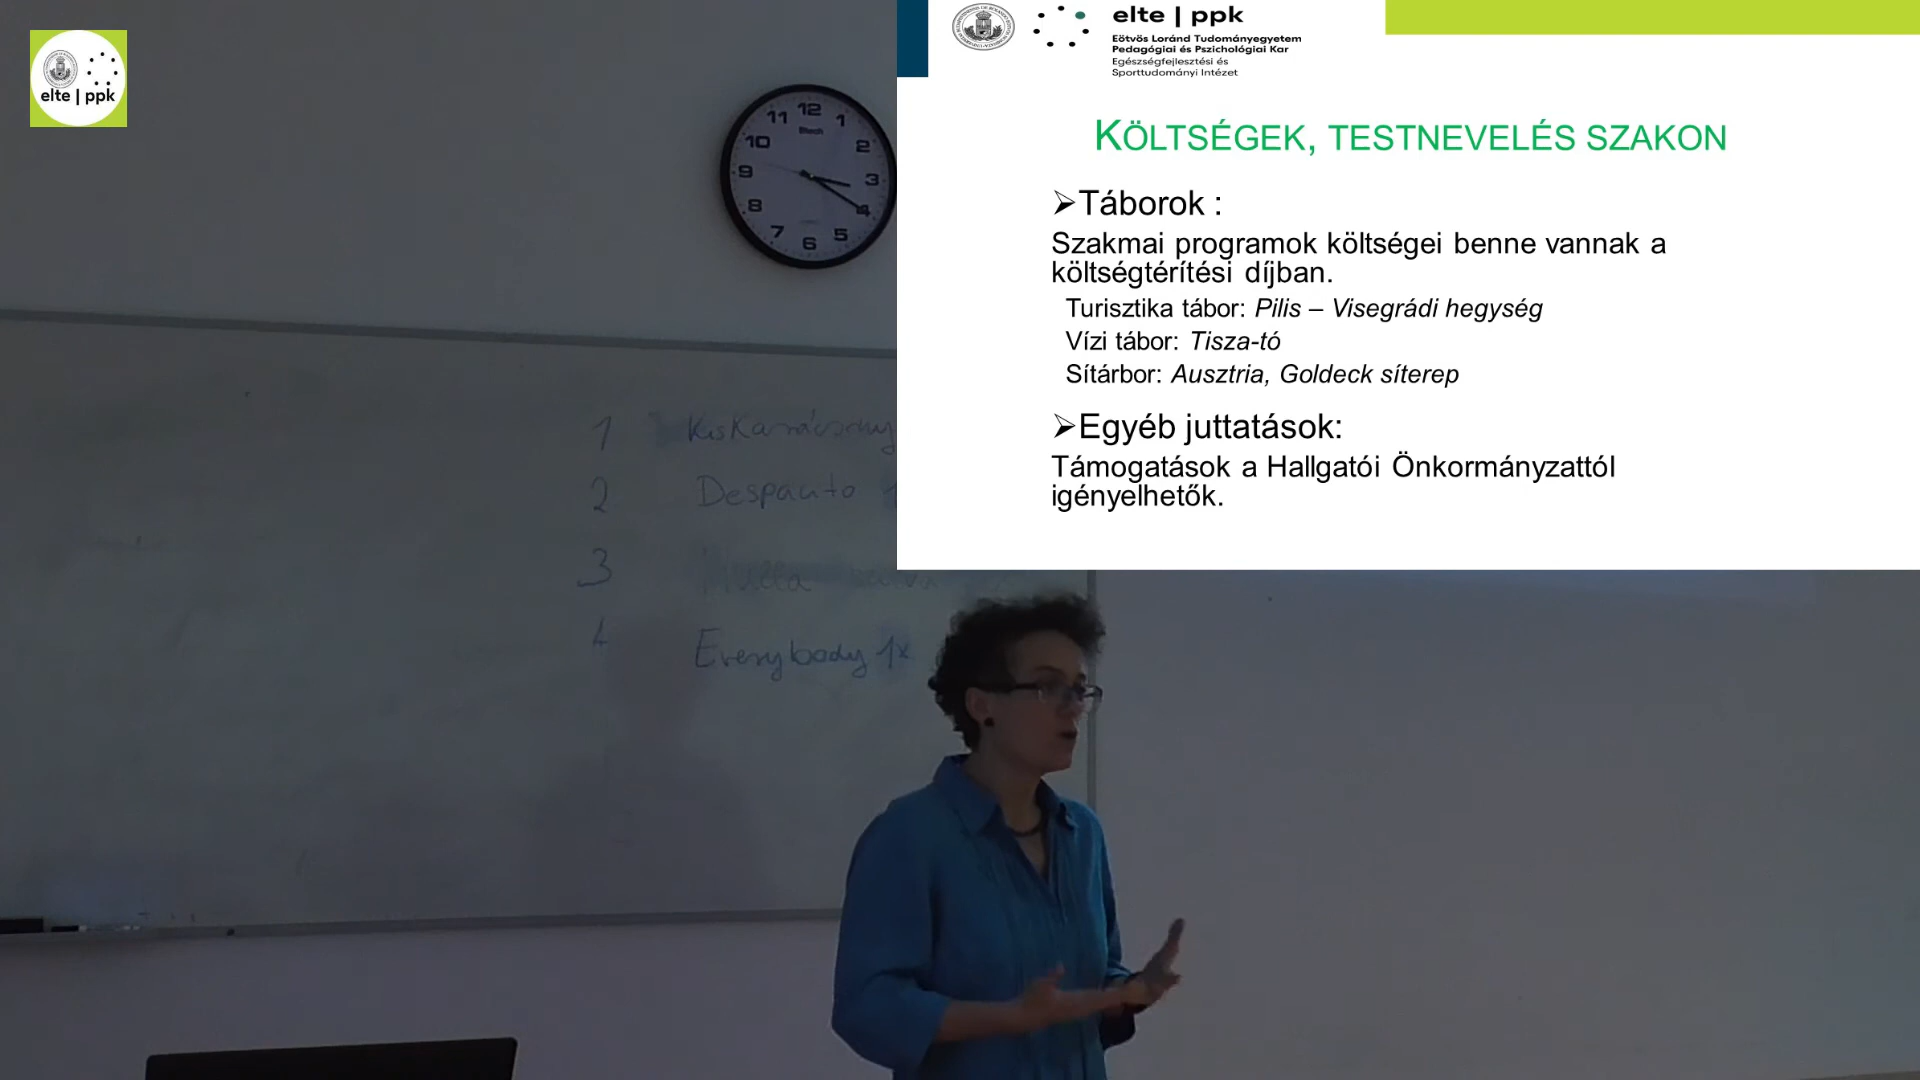 elte | ppk
12
11
1
Btech
10
2
9
3
8
4
7
5
6
elte | ppk
Eötvös Loránd Tudományegyetem
Pedagógiai és Pszichológiai Kar
Egészségfejlesztési és
Sporttudományi Intézet
KÖLTSÉGEK, TESTNEVELÉS SZAKON
➢Táborok :
Szakmai programok költségei benne vannak a
költségtérítési díjban.
Turisztika tábor: Pilis – Visegrádi hegység
Vízi tábor: Tisza-tó
Sítárbor: Ausztria, Goldeck síterep
➢Egyéb juttatások:
Támogatások a Hallgatói Önkormányzattól
igényelhetők.
1 Kiskarácsony
2 Despacito
3
4 Everybody 1x